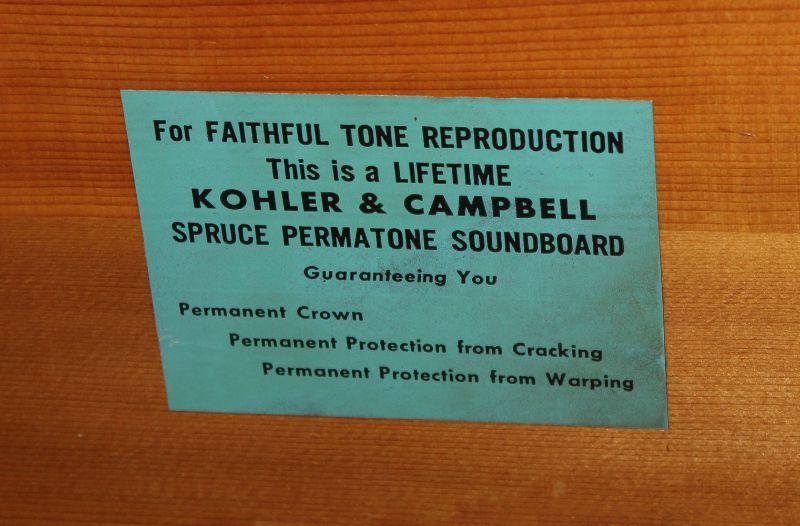 For FAITHFUL TONE REPRODUCTION
This is a LIFETIME
KOHLER & CAMPBELL
SPRUCE PERMATONE SOUNDBOARD
Guaranteeing You
Permanent Crown
Permanent Protection from Cracking
Permanent Protection from Warping